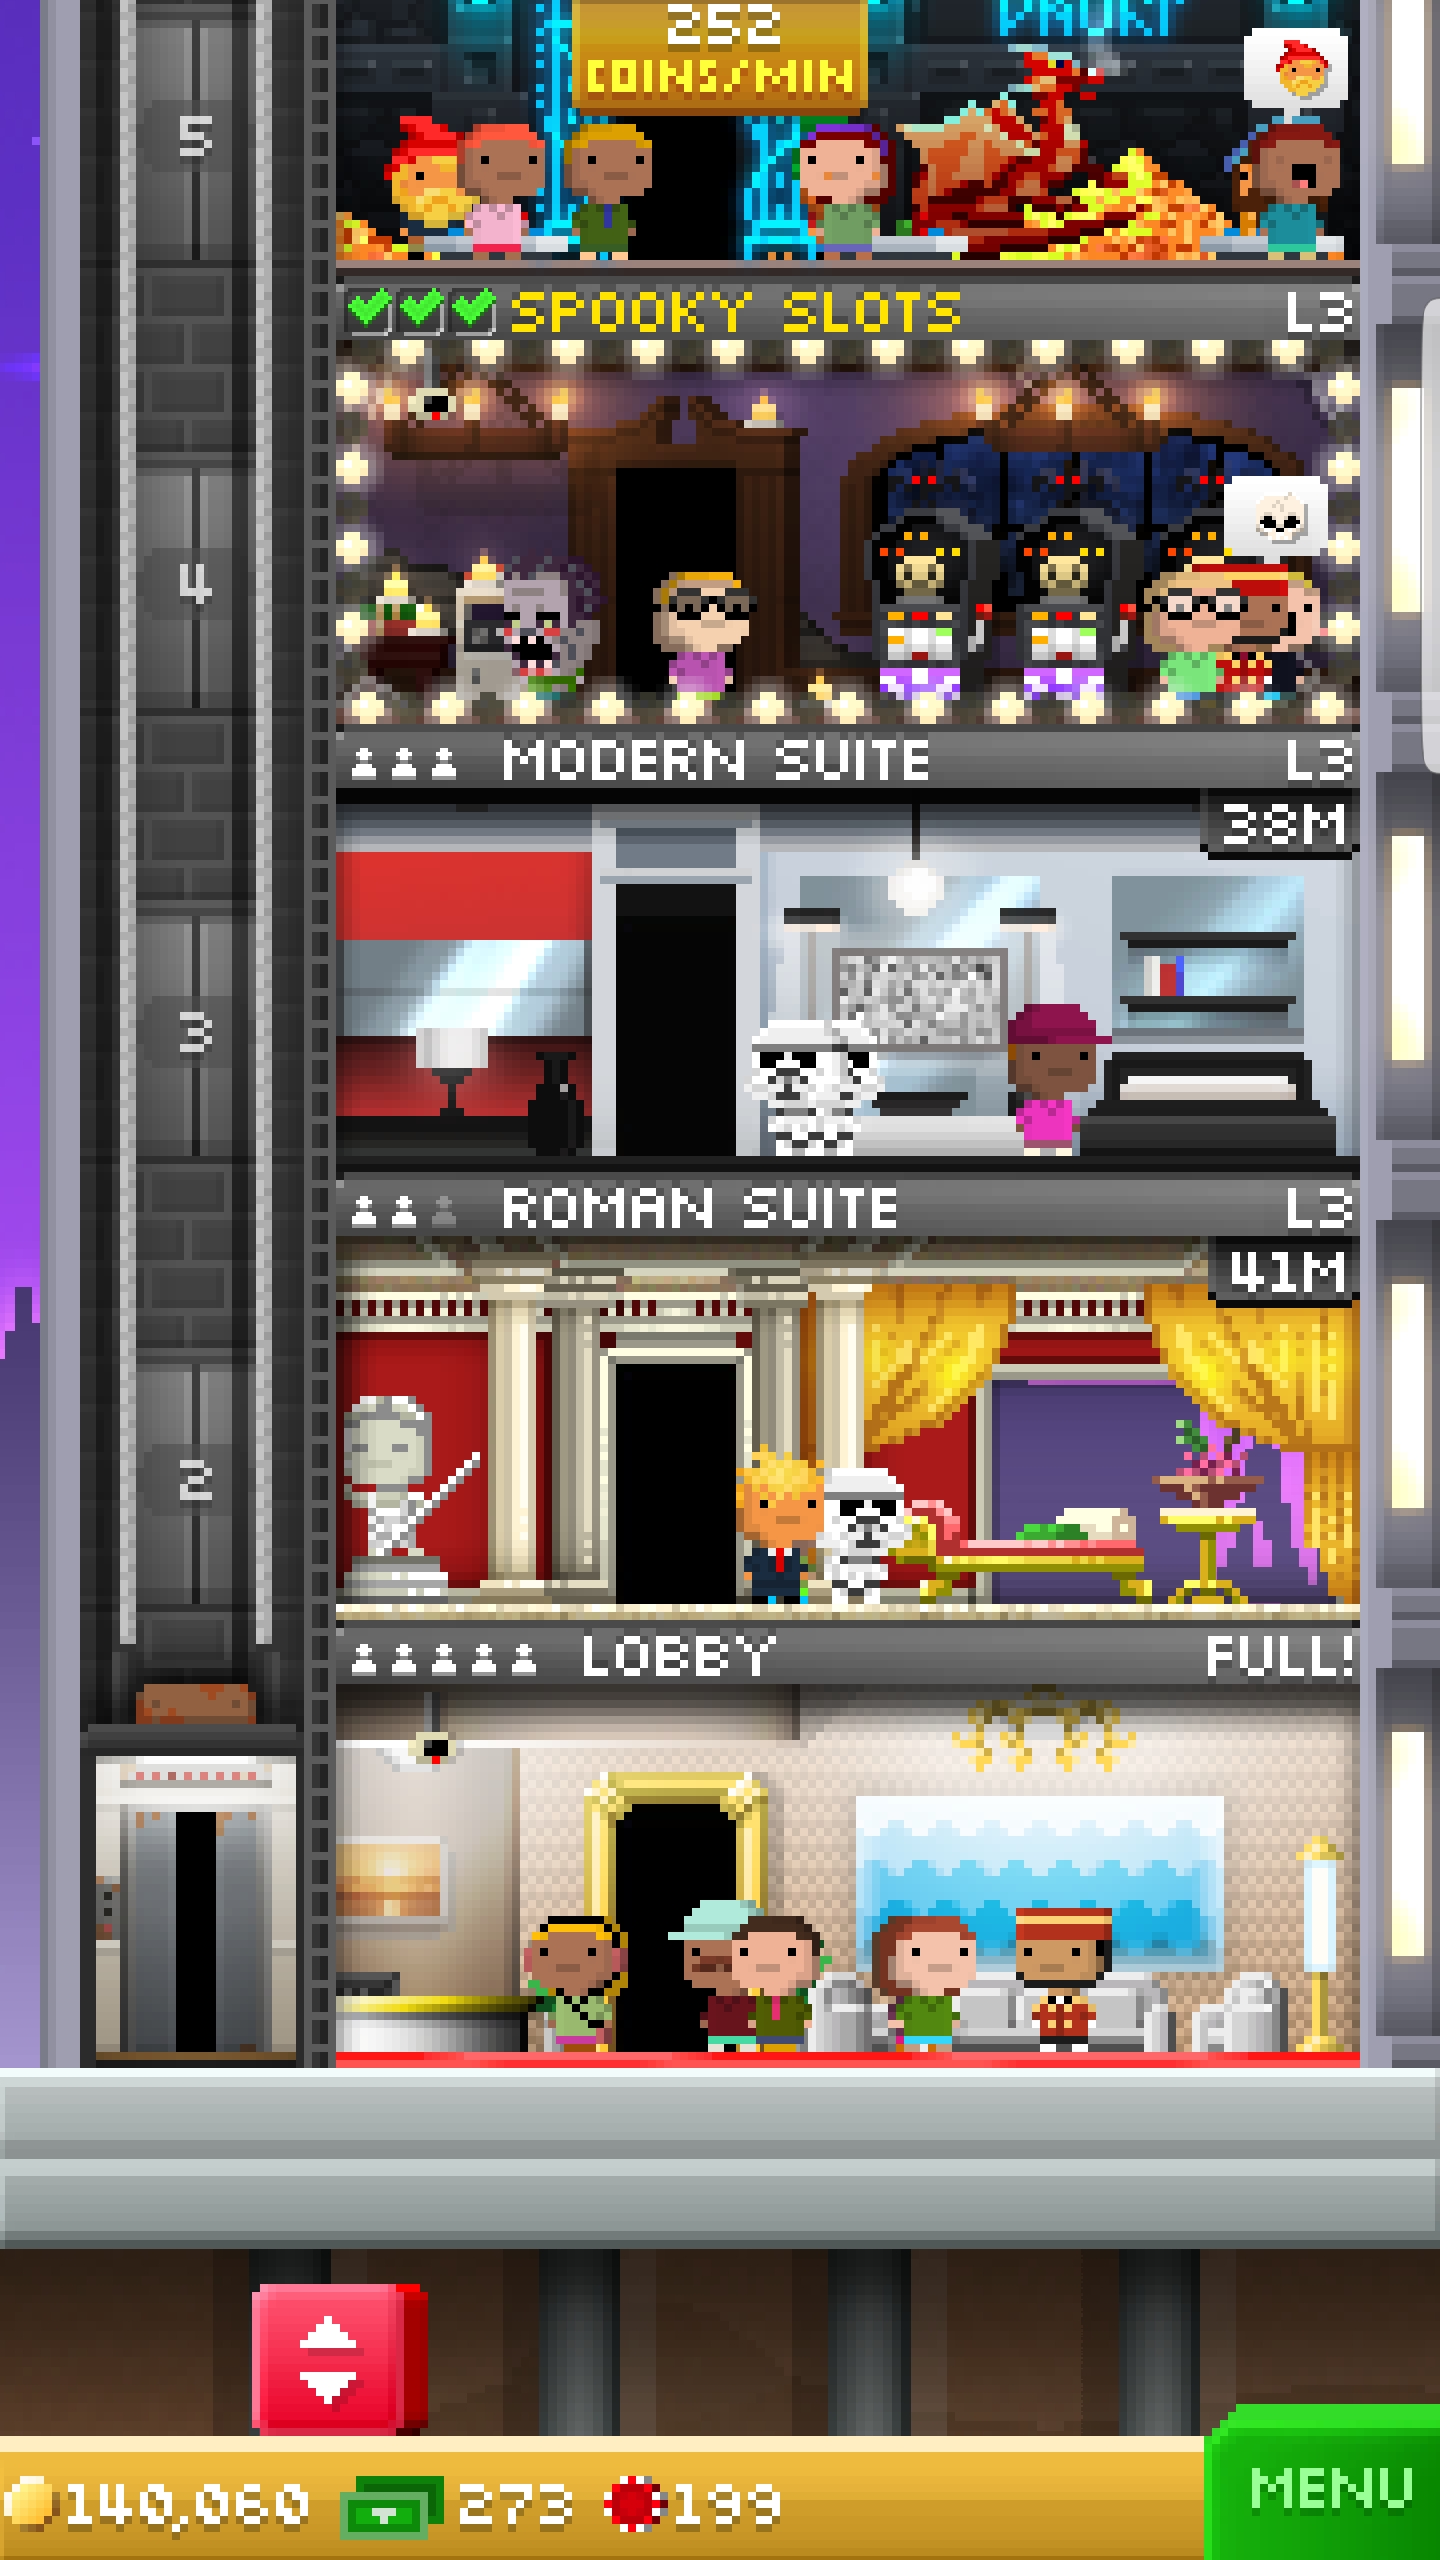 252
COINS/MIN
5
SPOOKY SLOTS
L3
4
MODERN SUITE
L3
38M
3
ROMAN SUITE
L3
41M
2
LOBBY
FULL!
140,060
273
199
MENU